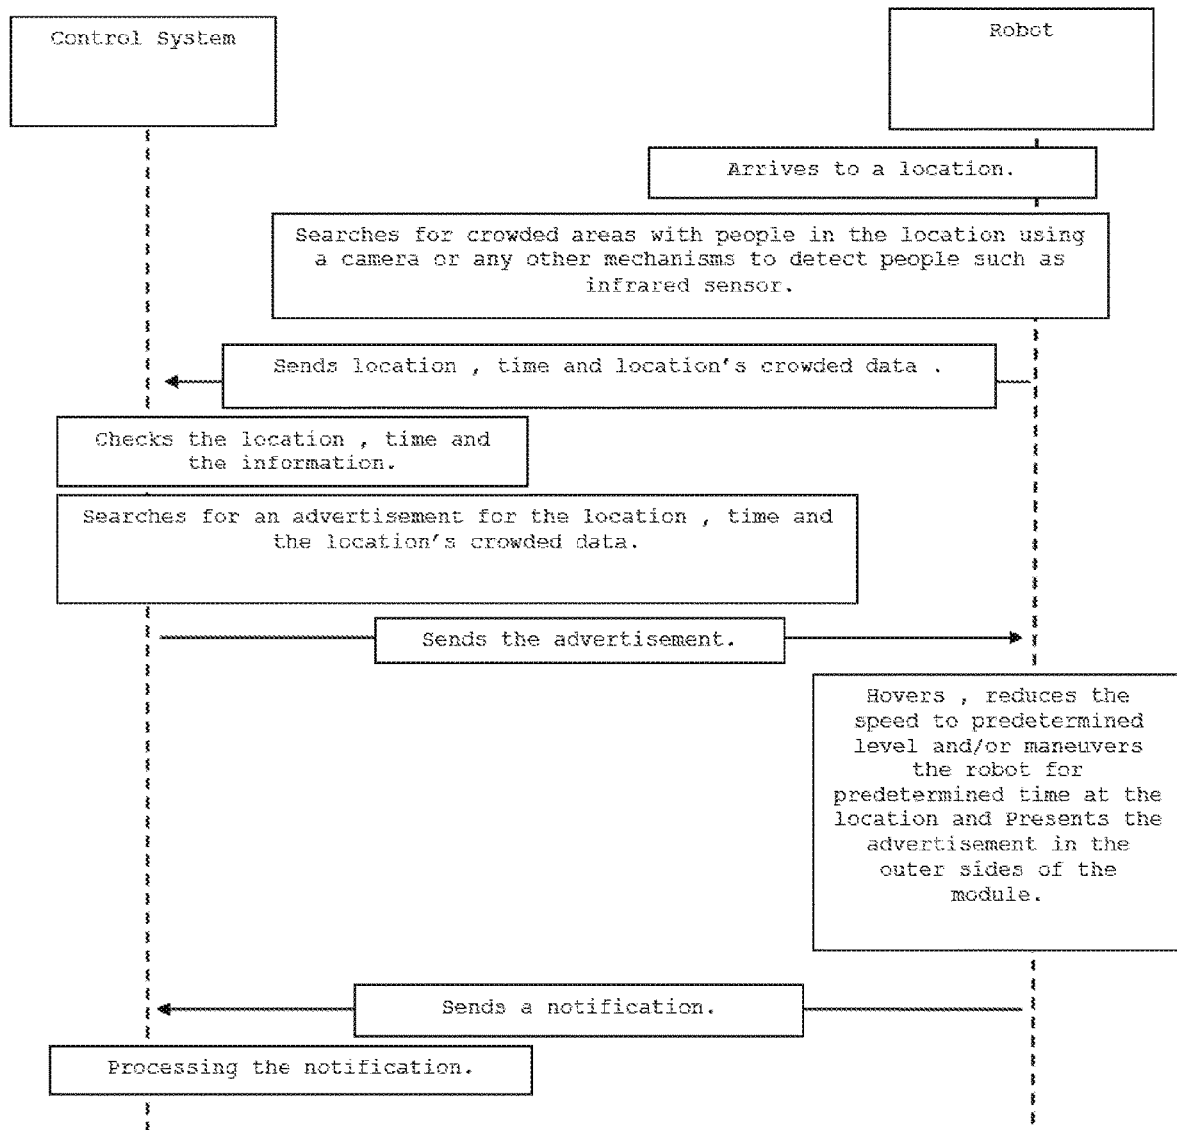 Control System
Robot
Arrives to a location.
Searches for crowded areas with people in the location using
a camera or any other mechanisms to detect people such as
infrared sensor.
Sends location , time and location's crowded data .
Checks the location , time and
the information.
Searches for an advertisement for the location , time and
the location's crowded data.
Sends the advertisement.
Hovers , reduces the
speed to predetermined
level and/or maneuvers
the robot for
predetermined time at the
location and Presents the
advertisement in the
outer sides of the
module.
Sends a notification.
Processing the notification.